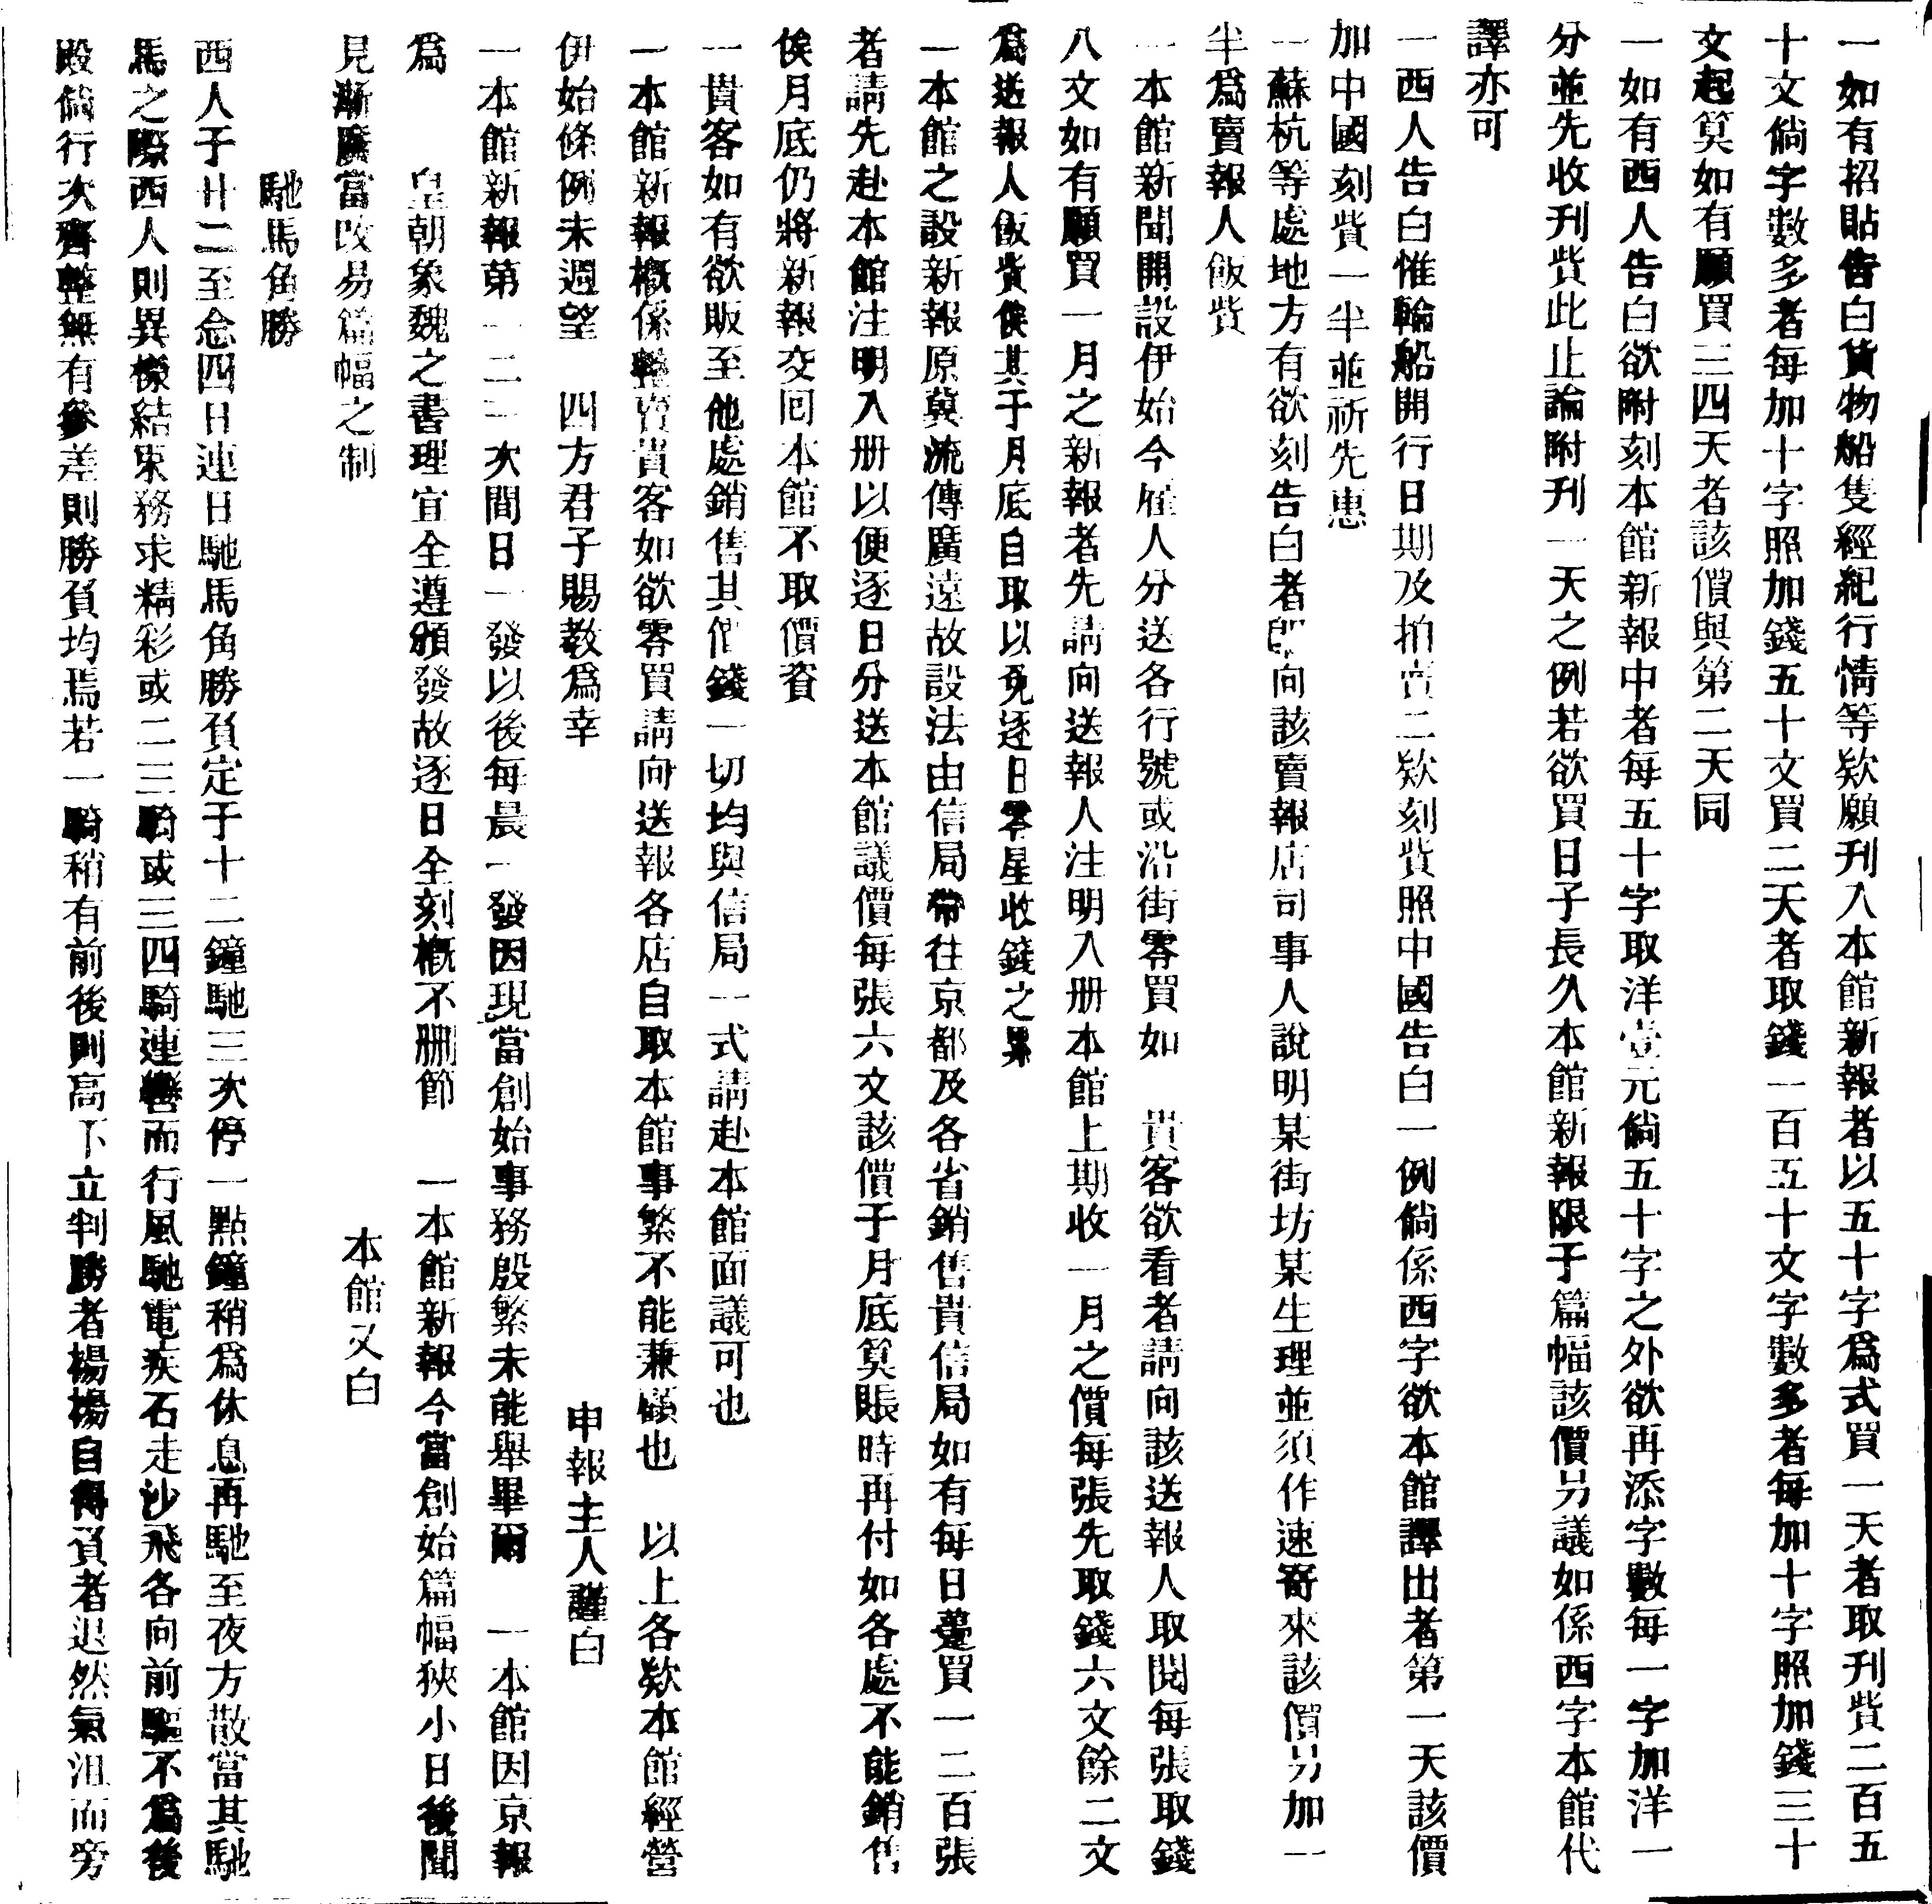 一如有招貼告白貨物船隻經紀行情等欵願刋入本館新報者以五十字爲式買一天者取刋貲二百五
十文倘字數多者每加十字照加錢五十文買二天者取錢一百五十文字數多者每加十字照加錢三十
文起算如有願買三四天者該價與第二天同
一如有西人告白欲附刻本館新報中者每五十字取洋壹元倘五十字之外欲再添字數每一字加洋一
分並先收刋貲此止論附刋一天之例若欲買日子長久本館新報限于篇幅該價另議如係西字本館代
譯亦可
一西人告白惟輪船開行日期及拍賣二欵刻貲照中國告白一例倘係西字欲本館譯出者第一天該價
加中國刻貲一半並祈先惠
一蘇杭等處地方有欲刻告白者卽向該賣報店司事人說明某街坊某生理並須作速寄來該價另加一
半爲賣報人飯貲
一本館新聞開設伊始今雇人分送各行號或沿街零買如 貴客欲看者請向該送報人取閱每張取錢
八文如有願買一月之新報者先請向送報人注明入册本館上期收一月之價每張先取錢六文餘二文
爲送報人飯貲俟其于月底自取以免逐日零星收錢之累
一本館之設新報原冀流傳廣遠故設法由信局帶往京都及各省銷售貴信局如有每日躉買一二百張
者請先赴本館注明入册以便逐日分送本館議價每張六文該價于月底算賬時再付如各處不能銷售
俟月底仍將新報交回本館不取價資
一貴客如有欲販至他處銷售其價錢一切均與信局一式請赴本館面議可也
一本館新報槪係躉賣貴客如欲零買請向送報各店自取本館事繁不能兼顧也 以上各欵本館經營
伊始條例未週望 四方君子賜敎爲幸 申報主人謹白
一本館新報第一二三次間日一發以後每晨一發因現當創始事務殷繁未能舉畢爾 一本館因京報
爲 皇朝象魏之書理宜全遵頒發故逐日全刻槪不刪節 一本館新報今當創始篇幅狹小日後聞
見漸廣當改易篇幅之制 本館又白
馳馬角勝
西人于廿二至念四日連日馳馬角勝負定于十二鐘馳三次停一點鐘稍爲休息再馳至夜方散當其馳
馬之際西人則異樣結束務求精彩或二三騎或三四騎連轡而行風馳電疾石走沙飛各向前驅不爲後
殿倘行次齊整無有參差則勝負均焉若一騎稍有前後則高下立判勝者楊楊自得負者退然氣沮而旁